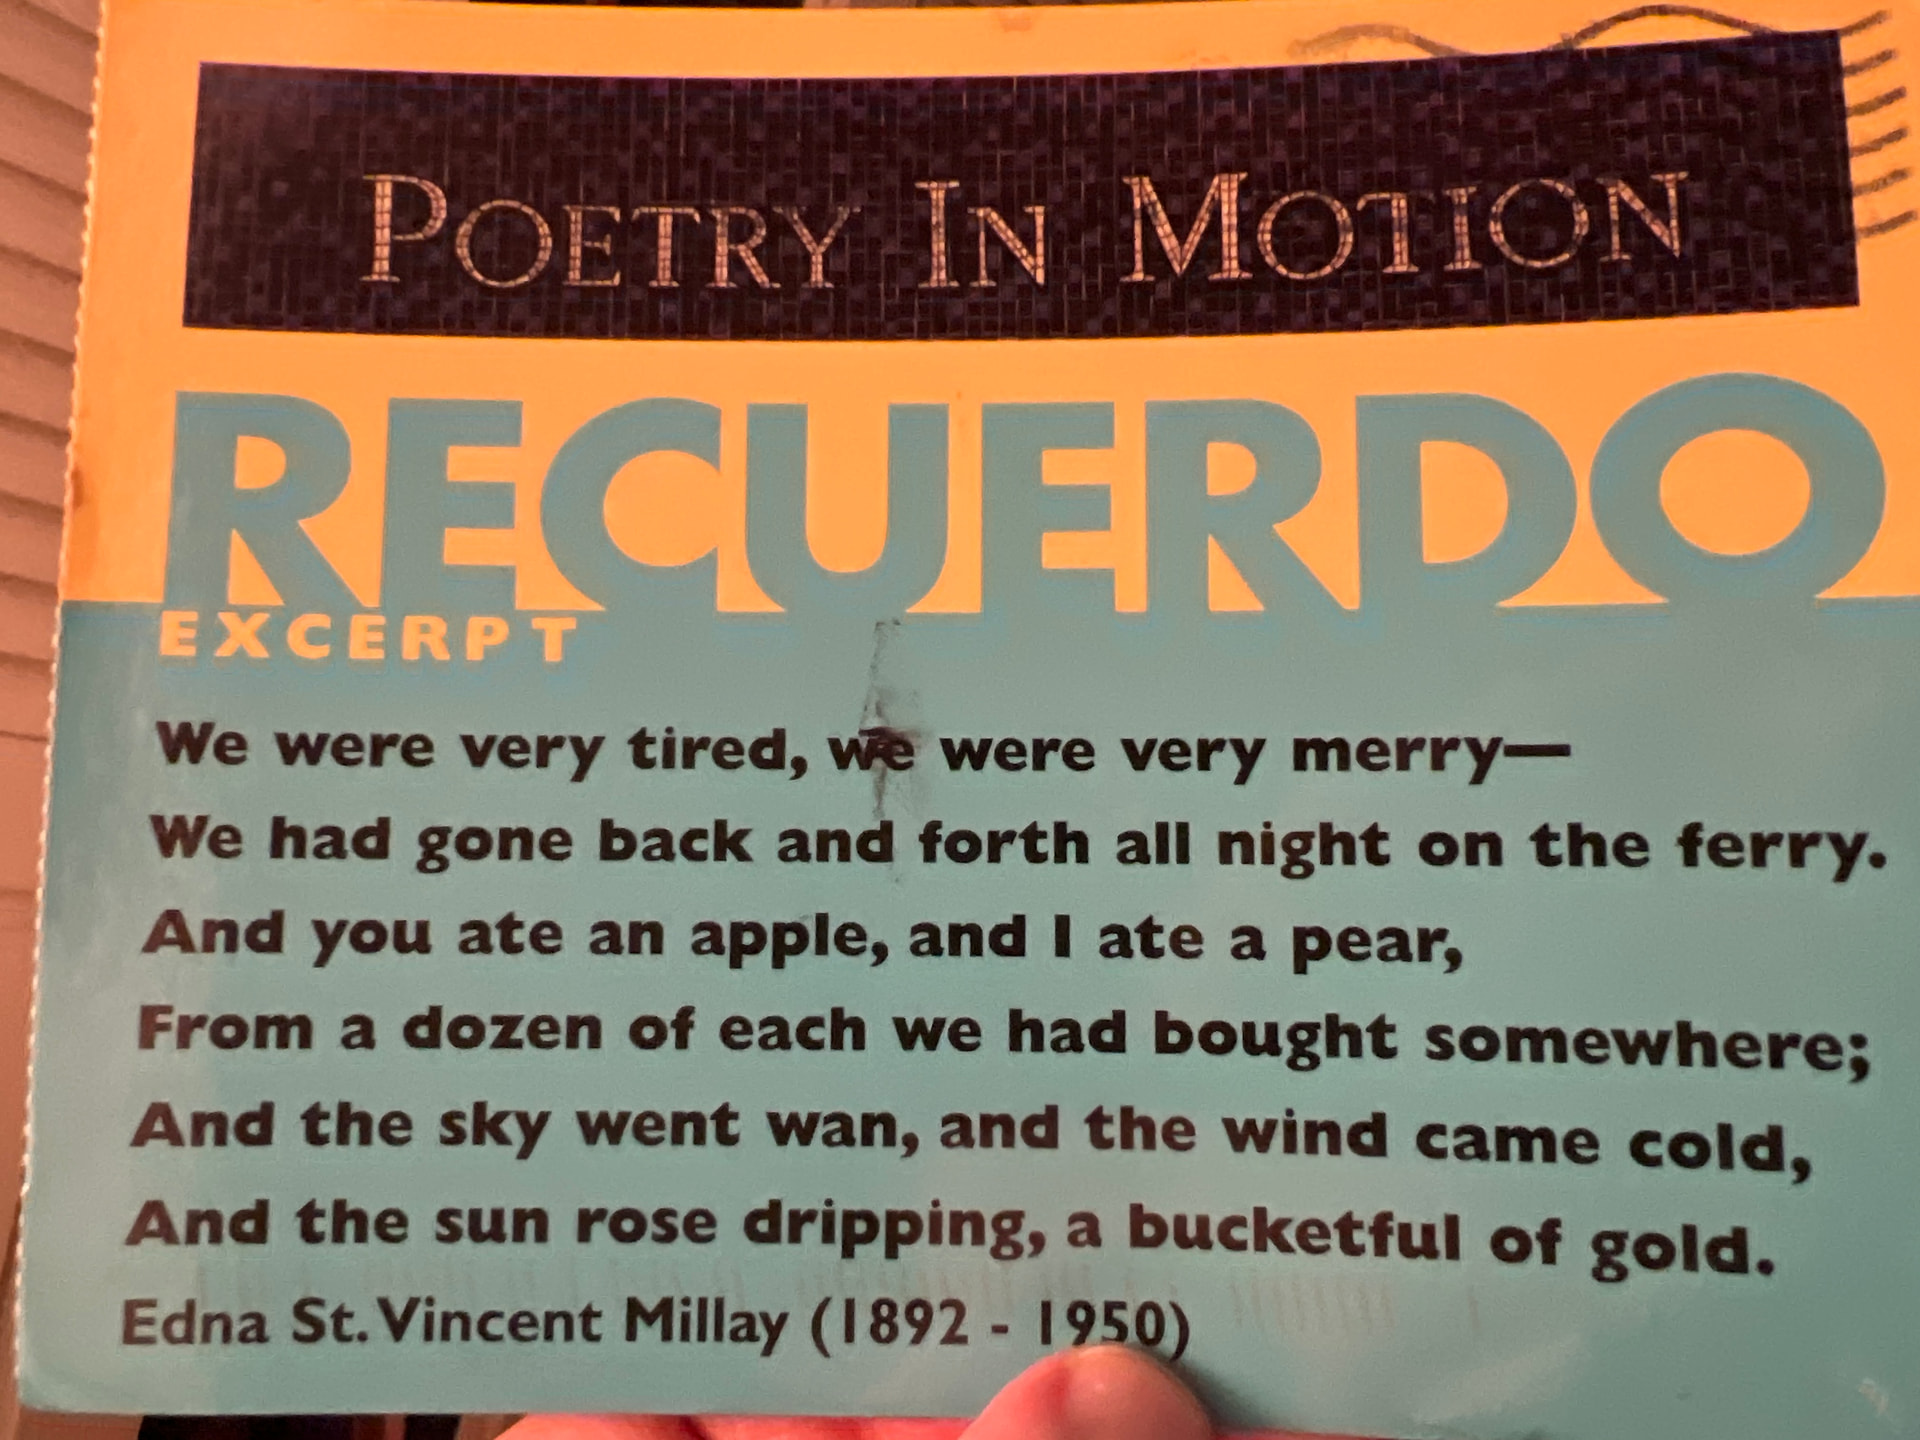 POETRY IN MOTION
RECUERDO
EXCERPT
We were very tired, we were very merry—
We had gone back and forth all night on the ferry.
And you ate an apple, and I ate a pear,
From a dozen of each we had bought somewhere;
And the sky went wan, and the wind came cold,
And the sun rose dripping, a bucketful of gold.
Edna St. Vincent Millay (1892 - 1950)